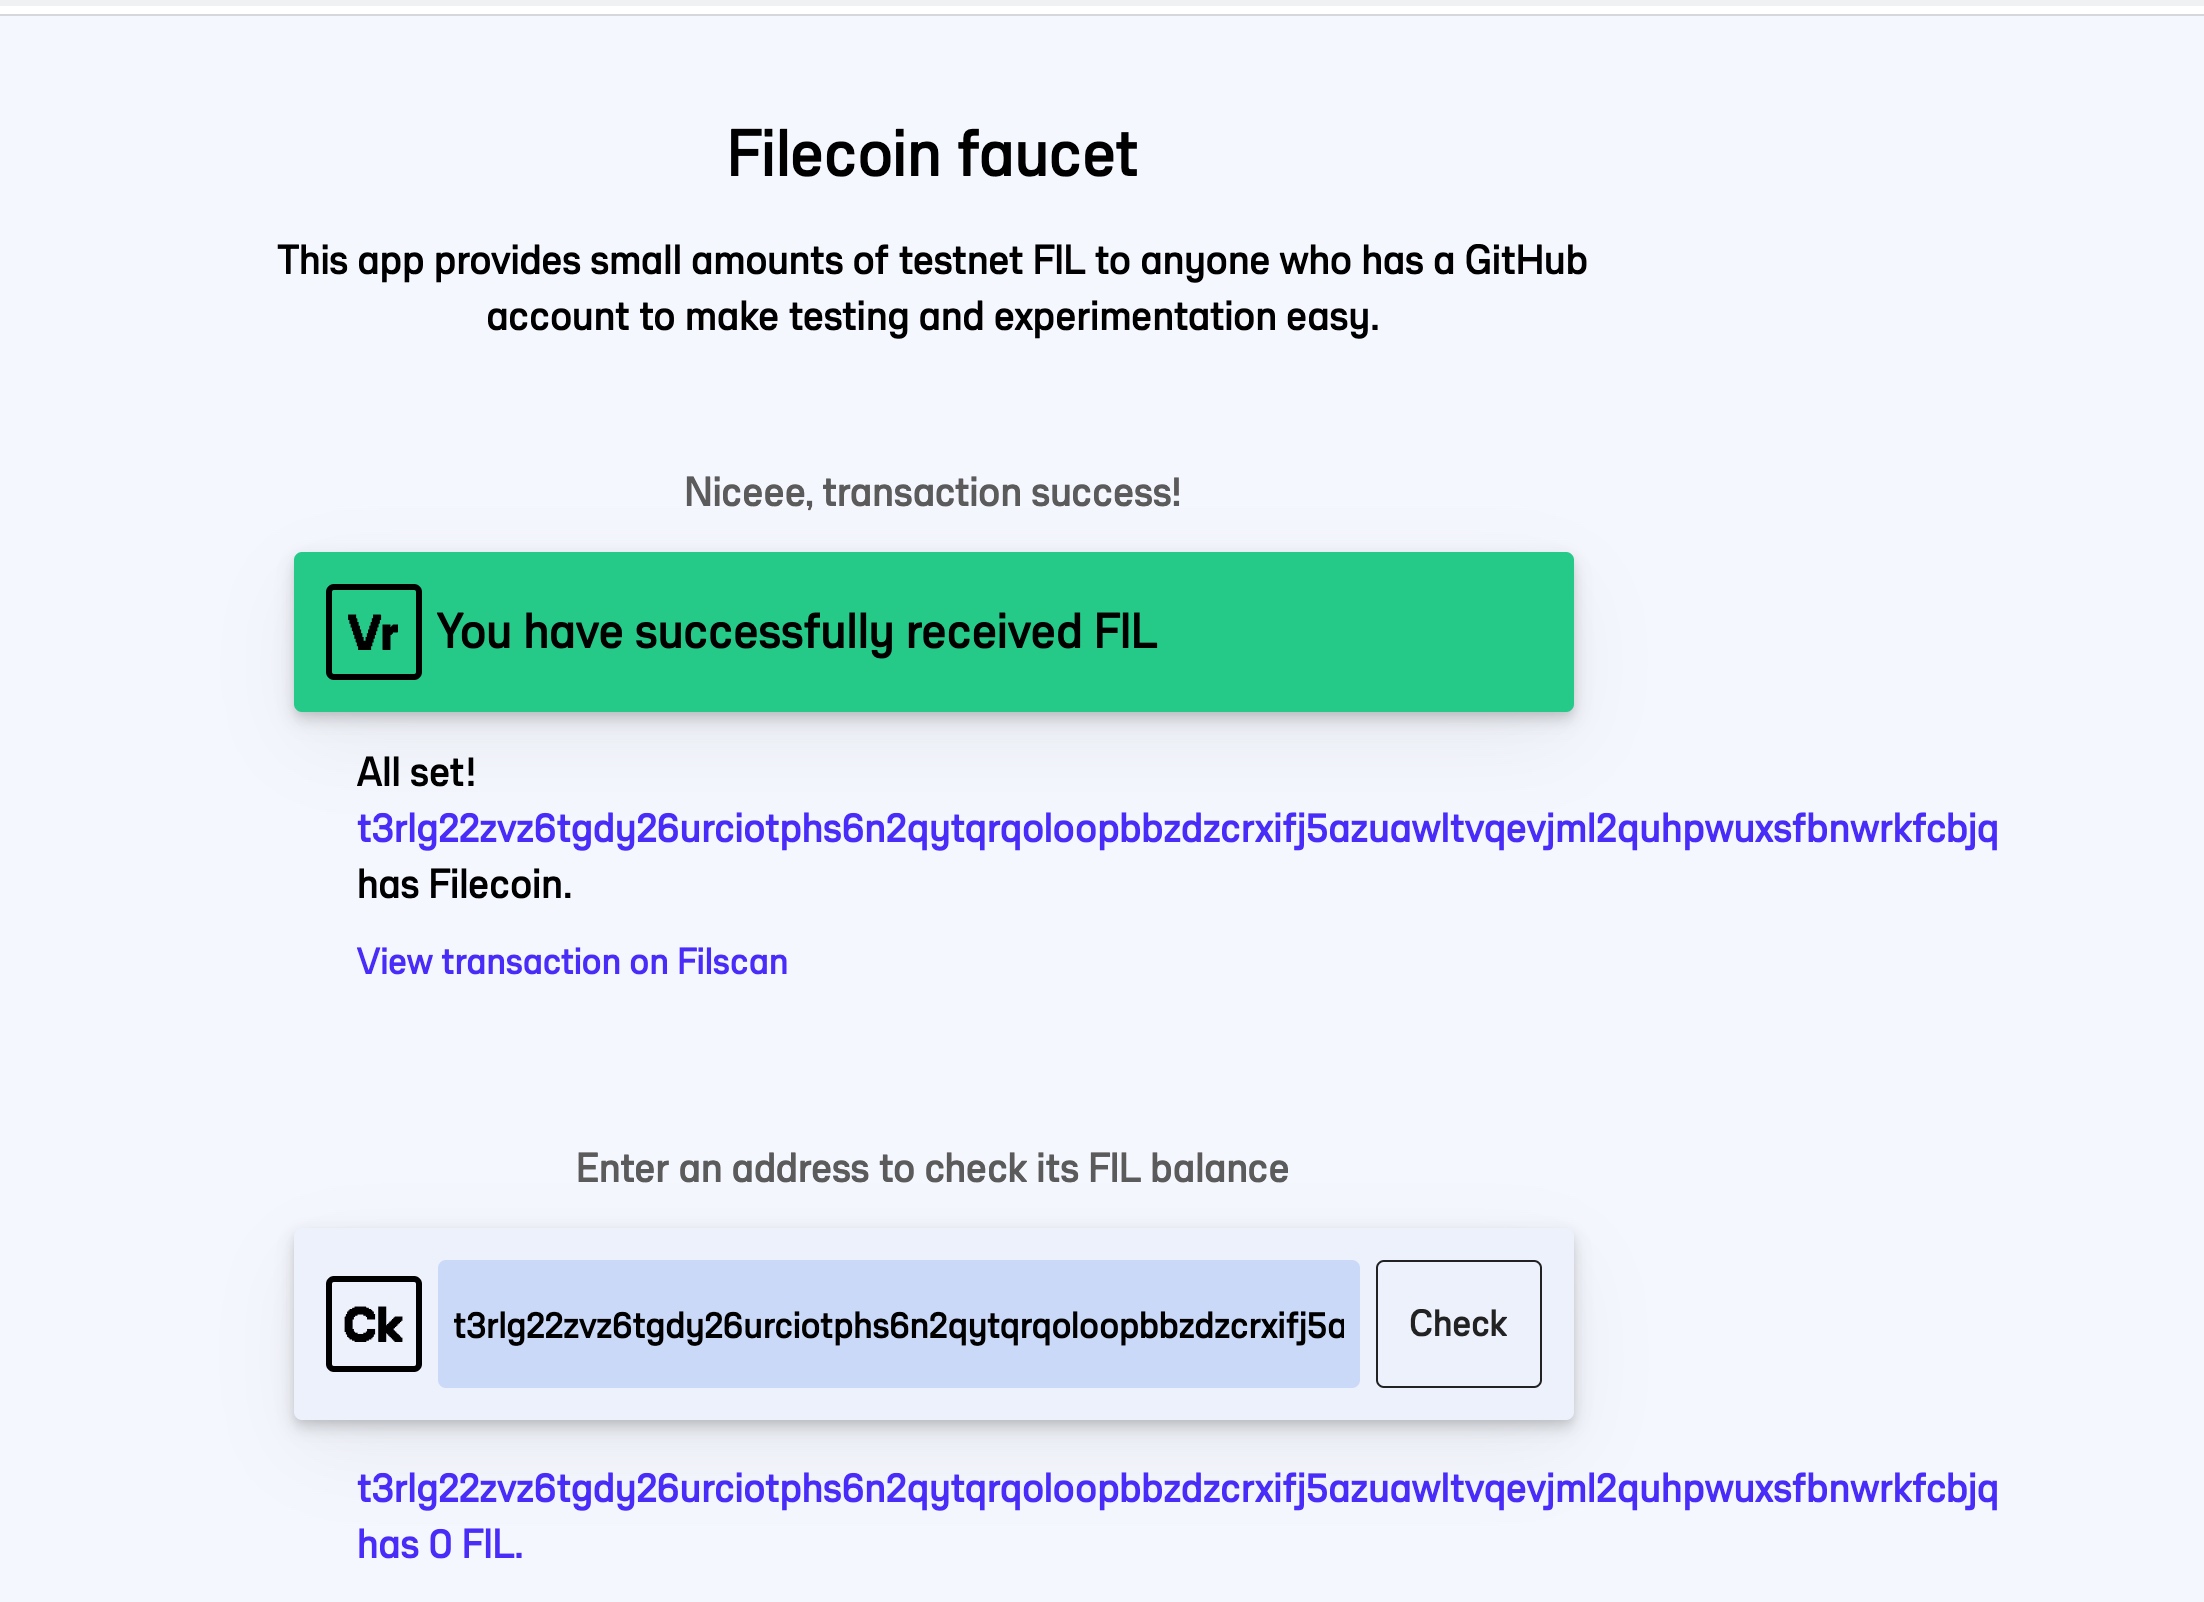 Filecoin faucet
This app provides small amounts of testnet FIL to anyone who has a GitHub
account to make testing and experimentation easy.
Niceee, transaction success!
Vr You have successfully received FIL
All set!
t3rlg22zvz6tgdy26urciotphs6n2qytqrqoloopbbzdzcrxifj5azuawltvqevjml2quhpwuxsfbnwrkfcbjq
has Filecoin.
View transaction on Filscan
Enter an address to check its FIL balance
Ck t3rlg22zvz6tgdy26urciotphs6n2qytqrqoloopbbzdzcrxifj5a Check
t3rlg22zvz6tgdy26urciotphs6n2qytqrqoloopbbzdzcrxifj5azuawltvqevjml2quhpwuxsfbnwrkfcbjq
has 0 FIL.